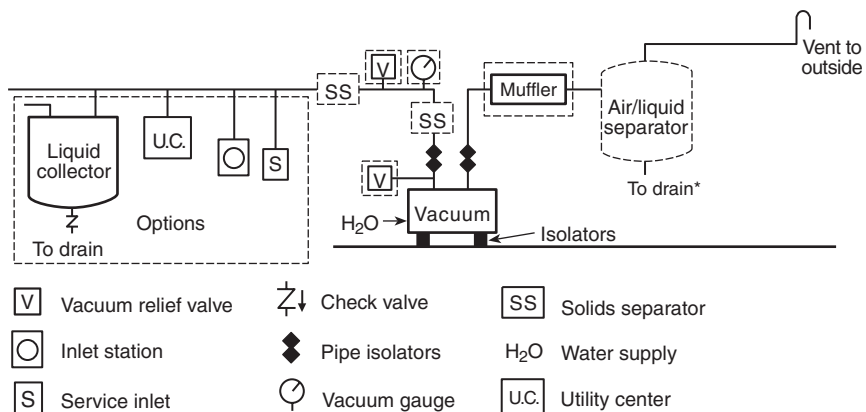 Vent to
outside
V
SS
Muffler
SS
Air/liquid
separator
U.C.
Liquid
collector
S
V
To drain*
Vacuum
H₂O
Options
Isolators
To drain
V Vacuum relief valve
Check valve
SS Solids separator
Inlet station
Pipe isolators
H₂O Water supply
S Service inlet
Vacuum gauge
U.C. Utility center